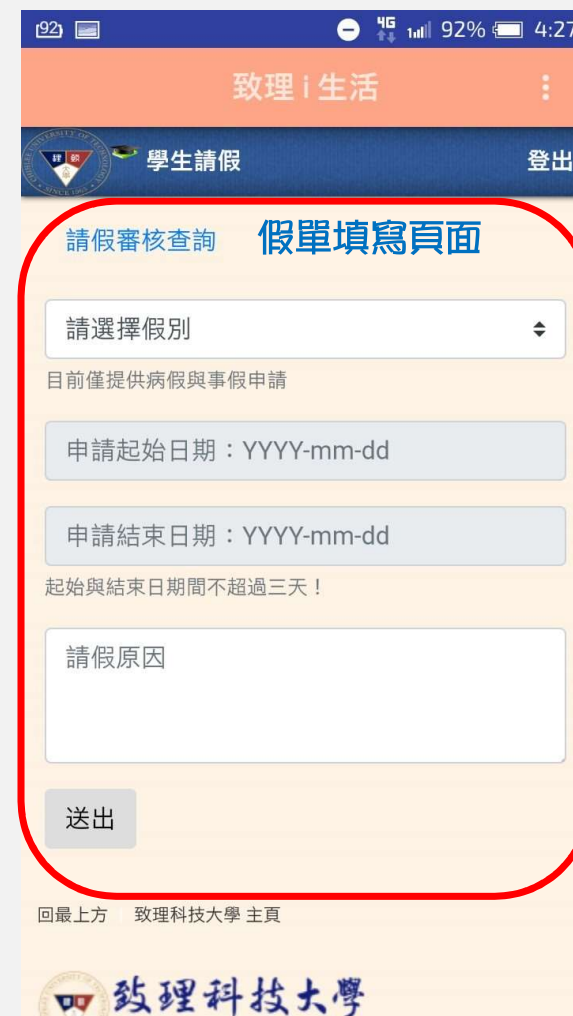 92 4G 92% 4:27
致理 i 生活
學生請假 登出
請假審核查詢 假單填寫頁面
請選擇假別
目前僅提供病假與事假申請
申請起始日期：YYYY-mm-dd
申請結束日期：YYYY-mm-dd
起始與結束日期間不超過三天！
請假原因
送出
回最上方 致理科技大學 主頁
致理科技大學